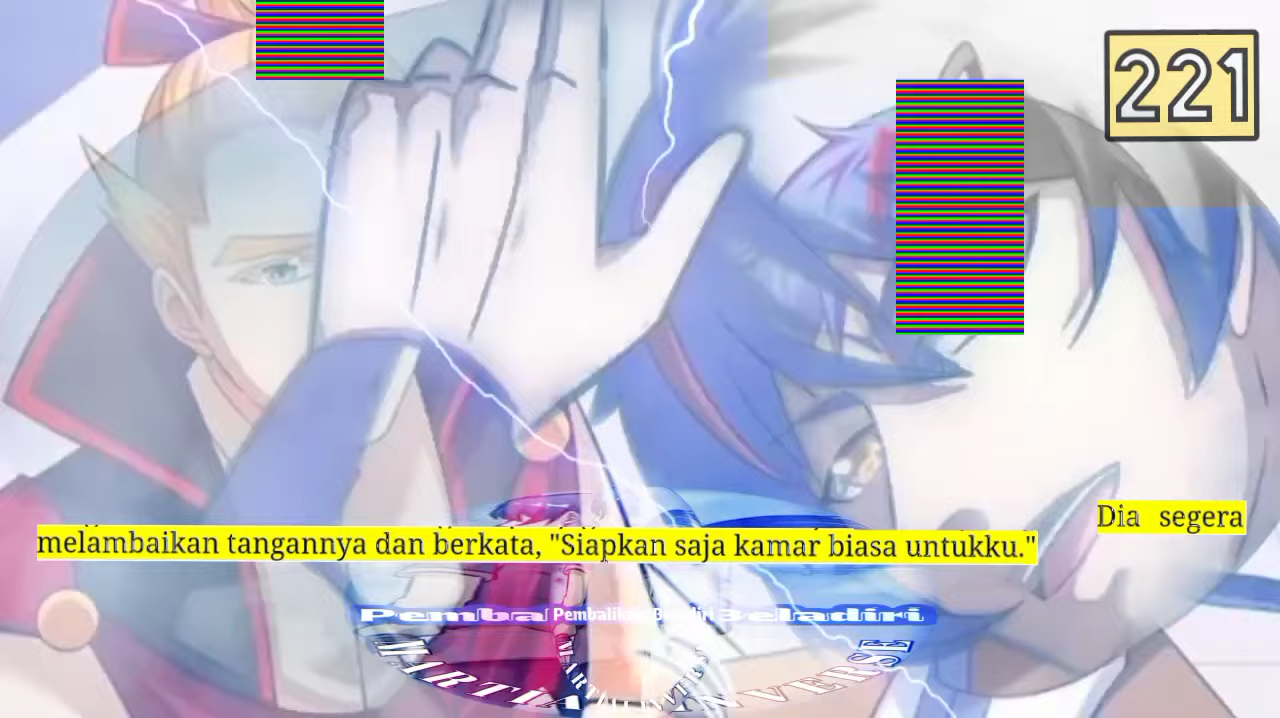 221
Dia segera
melambaikan tangannya dan berkata, "Siapkan saja kamar biasa untukku."
Pembalikan Beladiri